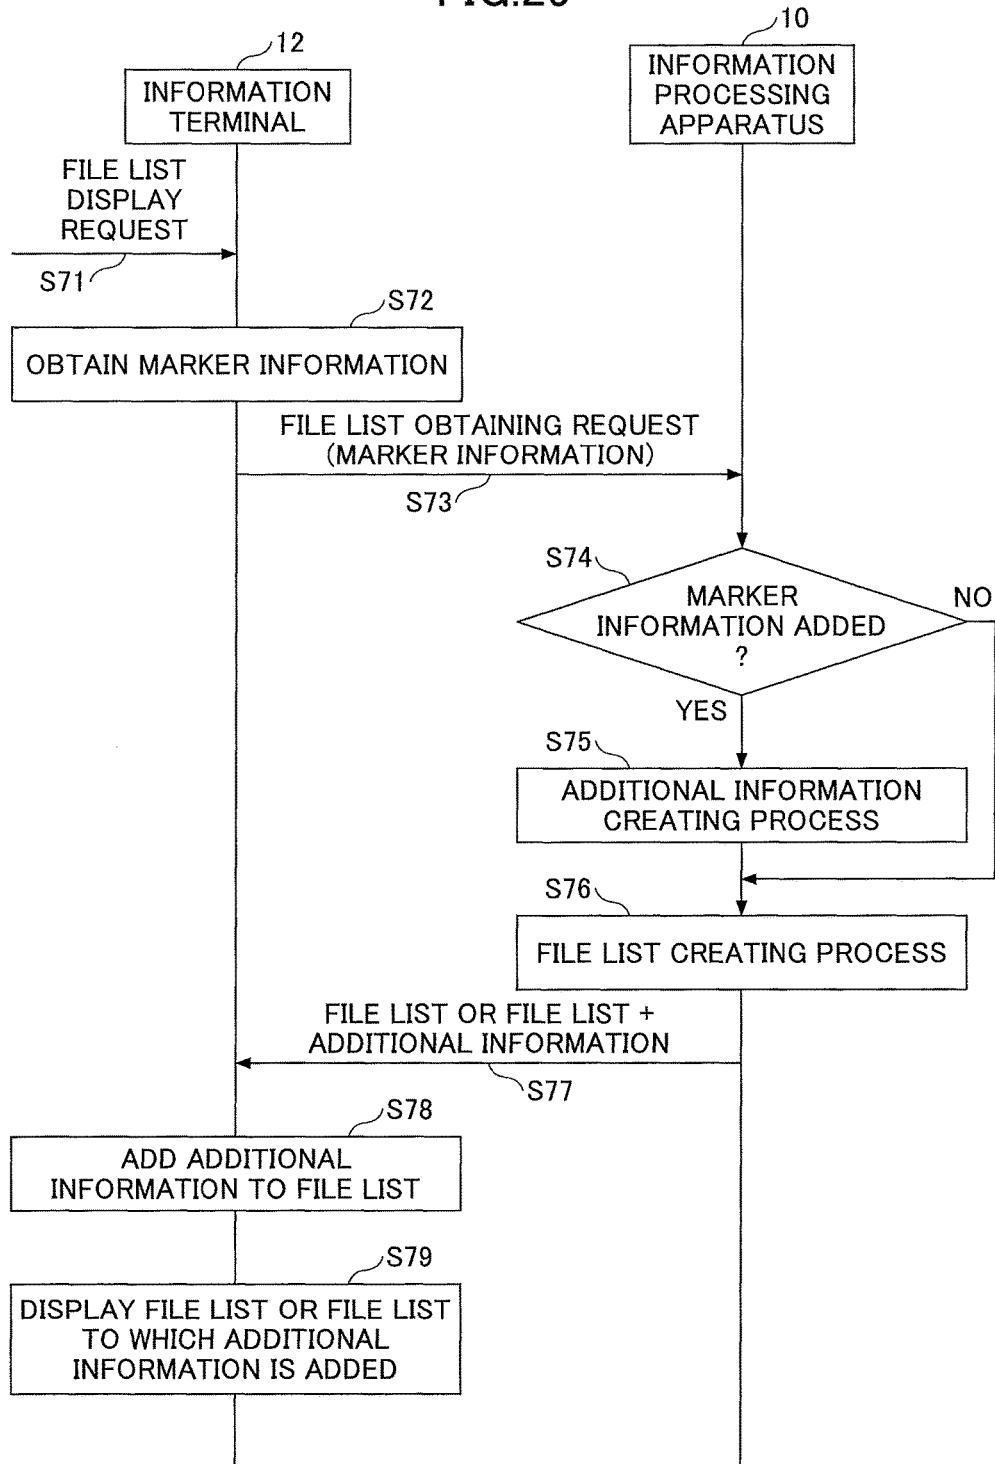 12
INFORMATION
TERMINAL
10
INFORMATION
PROCESSING
APPARATUS
FILE LIST
DISPLAY
REQUEST
S71
S72
OBTAIN MARKER INFORMATION
FILE LIST OBTAINING REQUEST
(MARKER INFORMATION)
S73
S74
MARKER
INFORMATION ADDED
?
NO
YES
S75
ADDITIONAL INFORMATION
CREATING PROCESS
S76
FILE LIST CREATING PROCESS
FILE LIST OR FILE LIST +
ADDITIONAL INFORMATION
S77
S78
ADD ADDITIONAL
INFORMATION TO FILE LIST
S79
DISPLAY FILE LIST OR FILE LIST
TO WHICH ADDITIONAL
INFORMATION IS ADDED